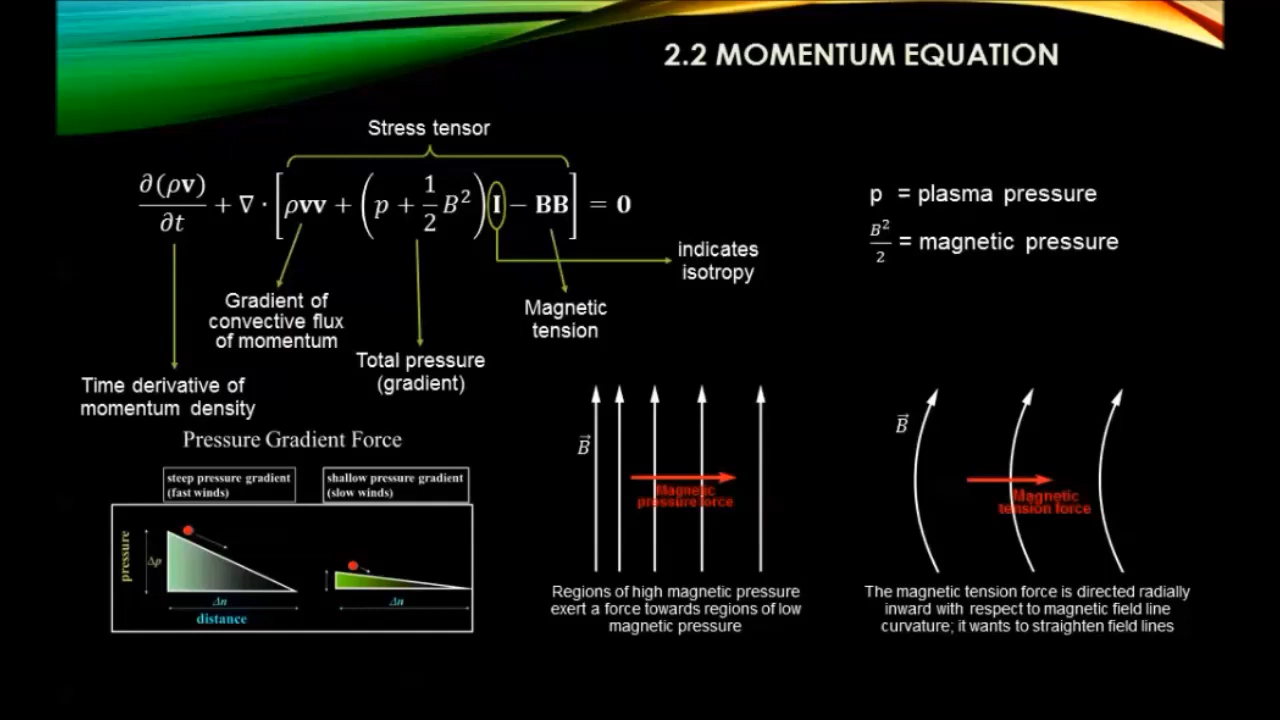 2.2 MOMENTUM EQUATION
Stress tensor
∂(ρv)/∂t + ∇ · [ρvv + (p + 1/2 B²) I − BB] = 0
p = plasma pressure
B²/2 = magnetic pressure
indicates
isotropy
Gradient of
convective flux
of momentum
Magnetic
tension
Total pressure
(gradient)
Time derivative of
momentum density
Pressure Gradient Force
steep pressure gradient
(fast winds)
shallow pressure gradient
(slow winds)
pressure
Δp
Δn
Δn
distance
B⃗
Magnetic
pressure force
Regions of high magnetic pressure
exert a force towards regions of low
magnetic pressure
B⃗
Magnetic
tension force
The magnetic tension force is directed radially
inward with respect to magnetic field line
curvature; it wants to straighten field lines